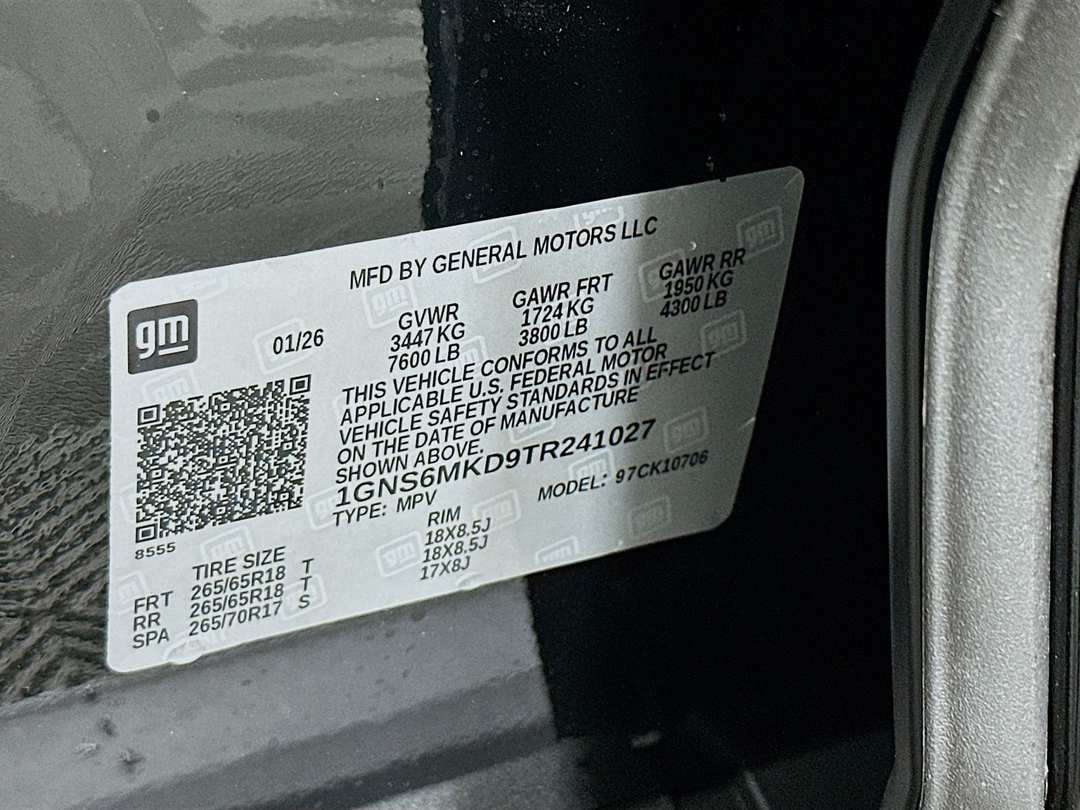 MFD BY GENERAL MOTORS LLC
gm
01/26
GVWR GAWR FRT GAWR RR
3447 KG 1724 KG 1950 KG
7600 LB 3800 LB 4300 LB
THIS VEHICLE CONFORMS TO ALL
APPLICABLE U.S. FEDERAL MOTOR
VEHICLE SAFETY STANDARDS IN EFFECT
ON THE DATE OF MANUFACTURE
SHOWN ABOVE.
1GNS6MKD9TR241027
TYPE: MPV MODEL: 97CK10706
8555
TIRE SIZE RIM
FRT 265/65R18 T 18X8.5J
RR 265/65R18 T 18X8.5J
SPA 265/70R17 S 17X8J